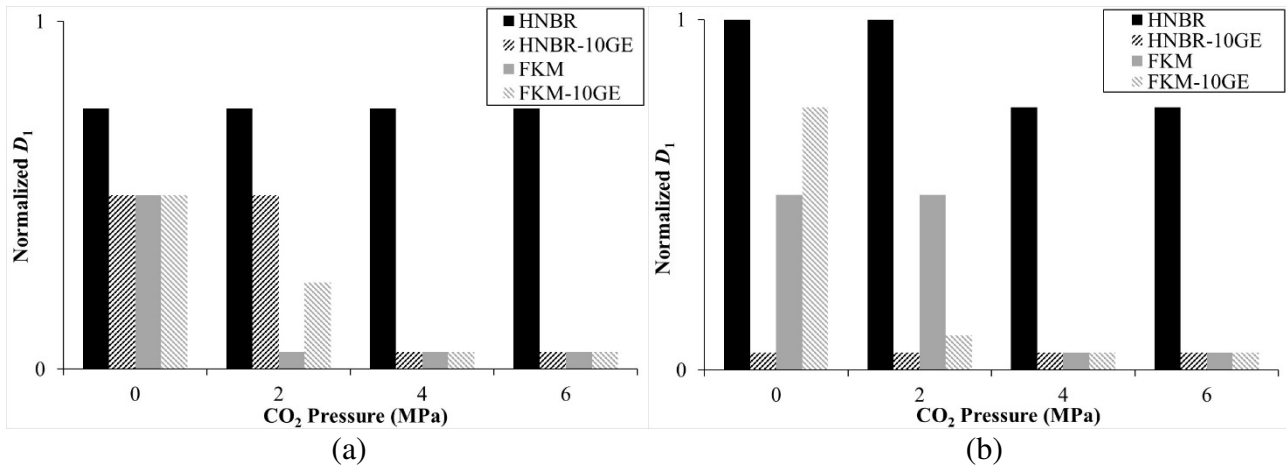 1
HNBR
HNBR-10GE
FKM
FKM-10GE
Normalized D₁
0
0 2 4 6
CO₂ Pressure (MPa)
(a)
1
HNBR
HNBR-10GE
FKM
FKM-10GE
Normalized D₁
0
0 2 4 6
CO₂ Pressure (MPa)
(b)